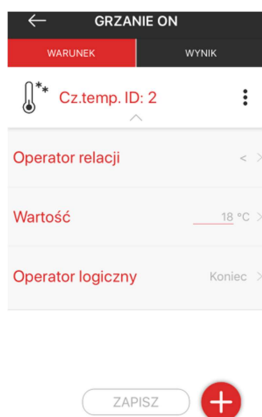 GRZANIE ON
WARUNEK WYNIK
Cz.temp. ID: 2
Operator relacji <
Wartość 18 °C
Operator logiczny Koniec
ZAPISZ